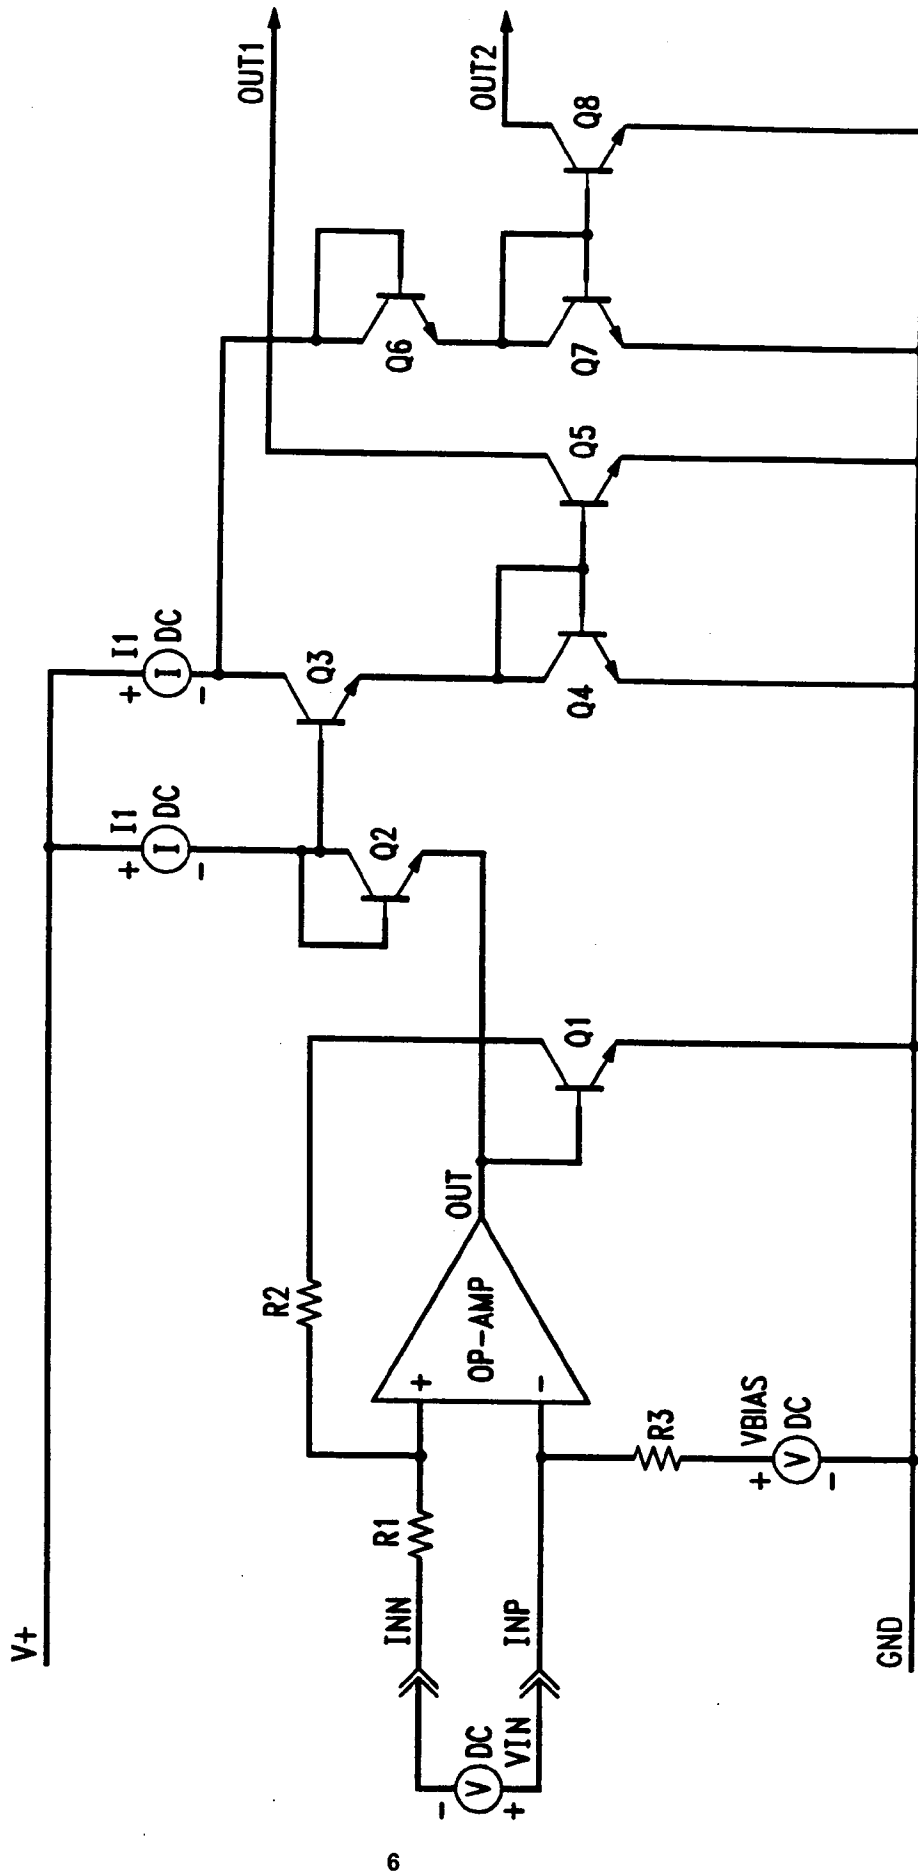 V+
GND
VIN
DC
V
-
+
INN
INP
R1
R2
R3
VBIAS
DC
V
+
-
OP-AMP
+
-
OUT
Q1
Q2
I1
DC
I
+
-
I1
DC
I
+
-
Q3
Q4
Q5
Q6
Q7
Q8
OUT1
OUT2
6